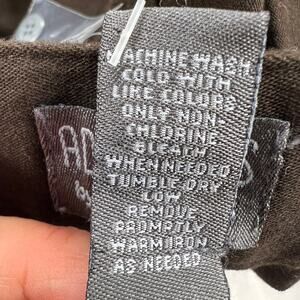 MACHINE WASH
COLD WITH
LIKE COLORS
ONLY NON-
CHLORINE
BLEACH
WHEN NEEDED
TUMBLE DRY
LOW
REMOVE
PROMPTLY
WARM IRON
AS NEEDED